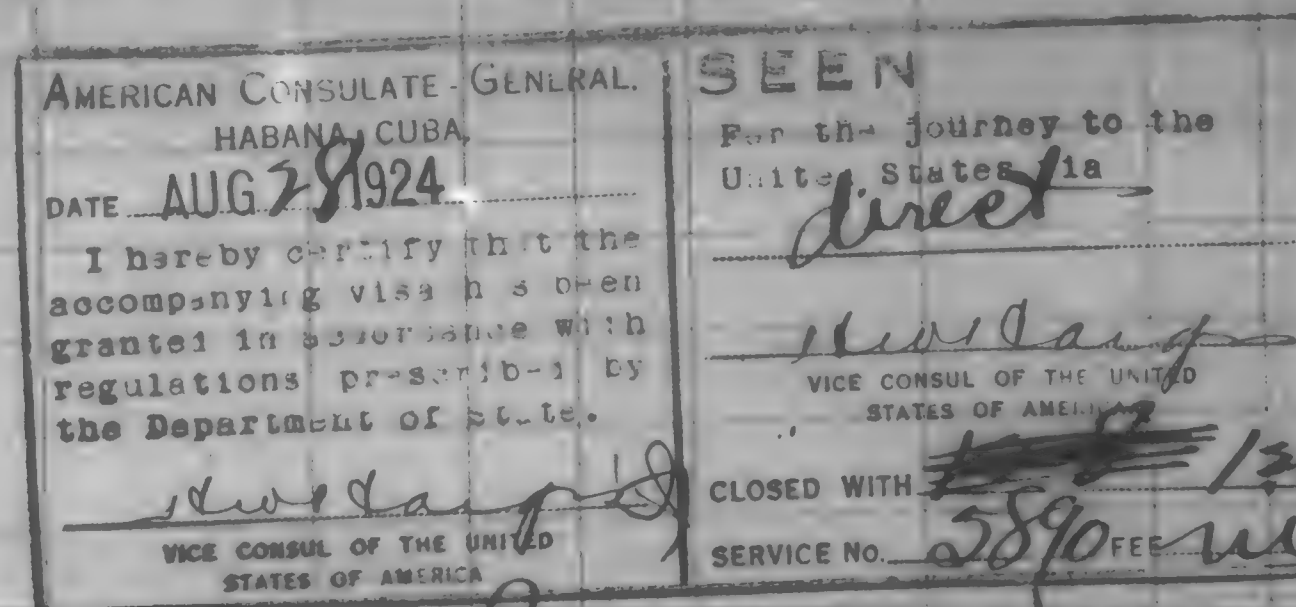 AMERICAN CONSULATE-GENERAL.
HABANA, CUBA,
DATE AUG 28 1924
I hereby certify that the
accompanying visa has been
granted in accordance with
regulations prescribed by
the Department of State.
VICE CONSUL OF THE UNITED
STATES OF AMERICA
SEEN
For the journey to the
United States via
direct
VICE CONSUL OF THE UNITED
STATES OF AMERICA
CLOSED WITH
SERVICE No. 5890 FEE